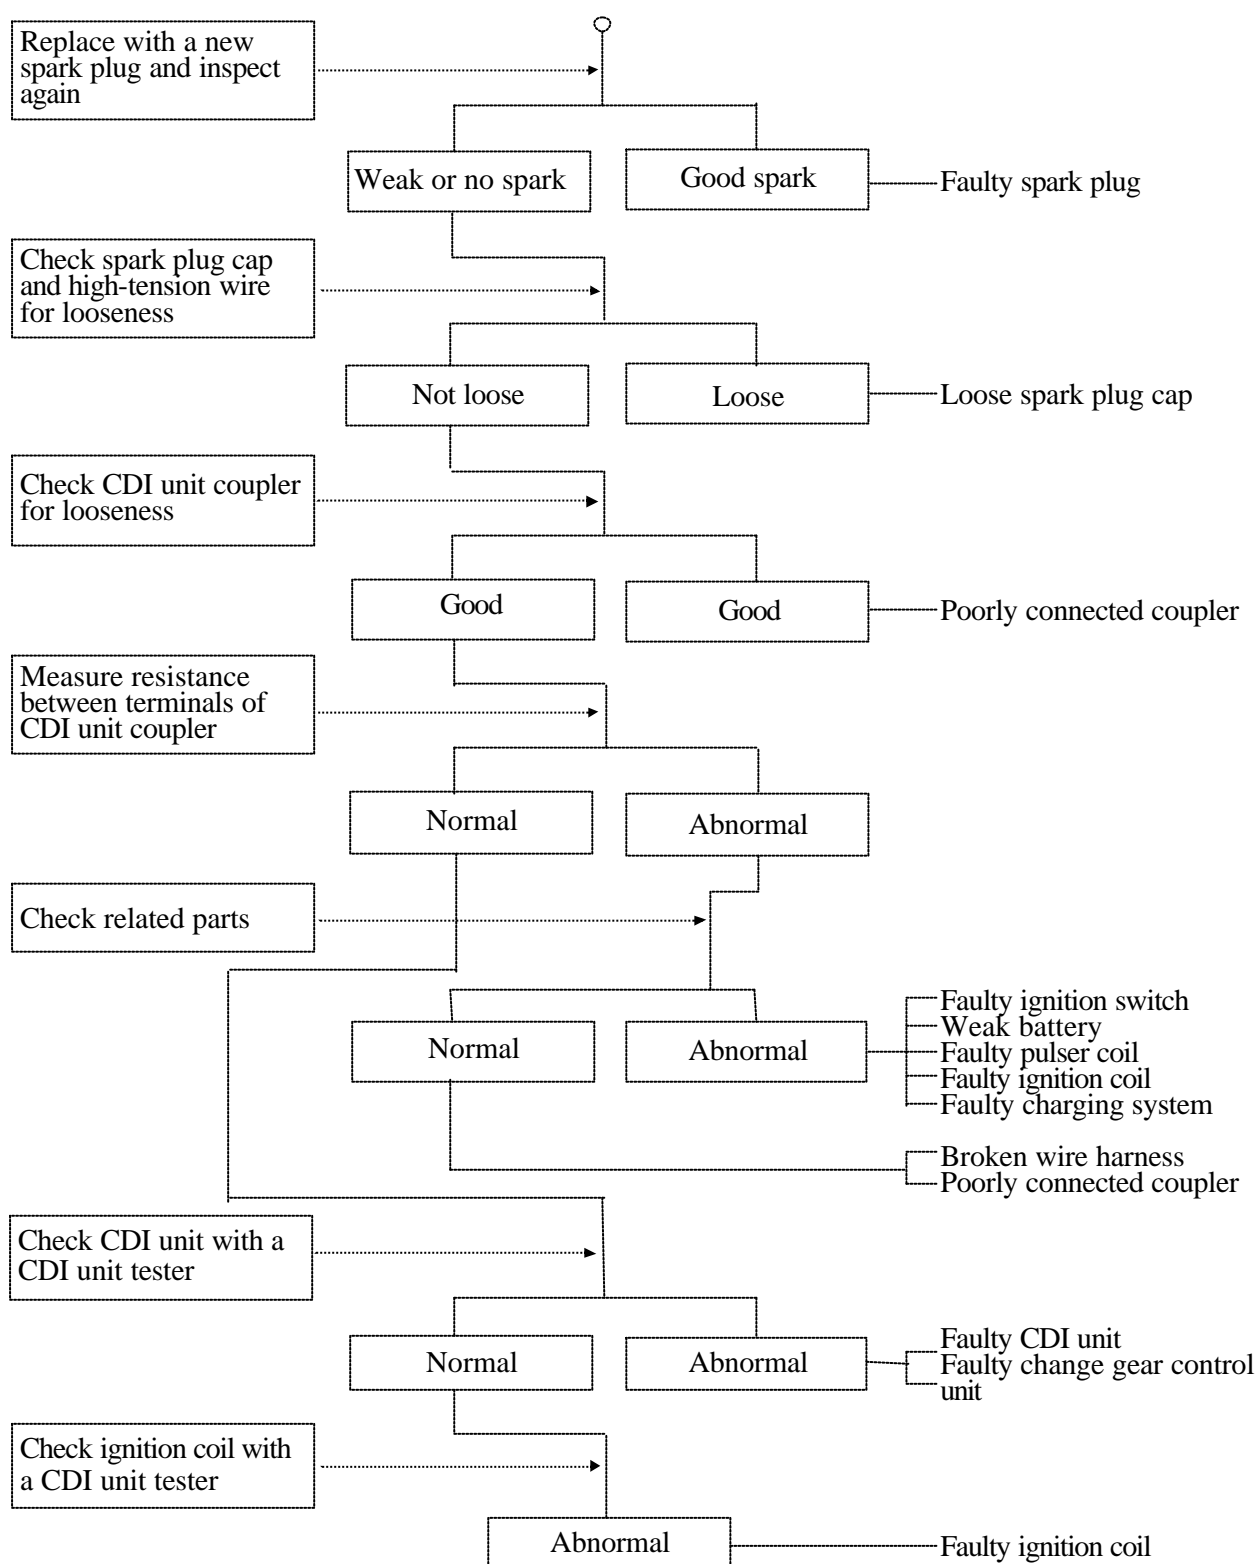 Replace with a new
spark plug and inspect
again
Weak or no spark
Good spark
Faulty spark plug
Check spark plug cap
and high-tension wire
for looseness
Not loose
Loose
Loose spark plug cap
Check CDI unit coupler
for looseness
Good
Good
Poorly connected coupler
Measure resistance
between terminals of
CDI unit coupler
Normal
Abnormal
Check related parts
Normal
Abnormal
Faulty ignition switch
Weak battery
Faulty pulser coil
Faulty ignition coil
Faulty charging system
Broken wire harness
Poorly connected coupler
Check CDI unit with a
CDI unit tester
Normal
Abnormal
Faulty CDI unit
Faulty change gear control
unit
Check ignition coil with
a CDI unit tester
Abnormal
Faulty ignition coil